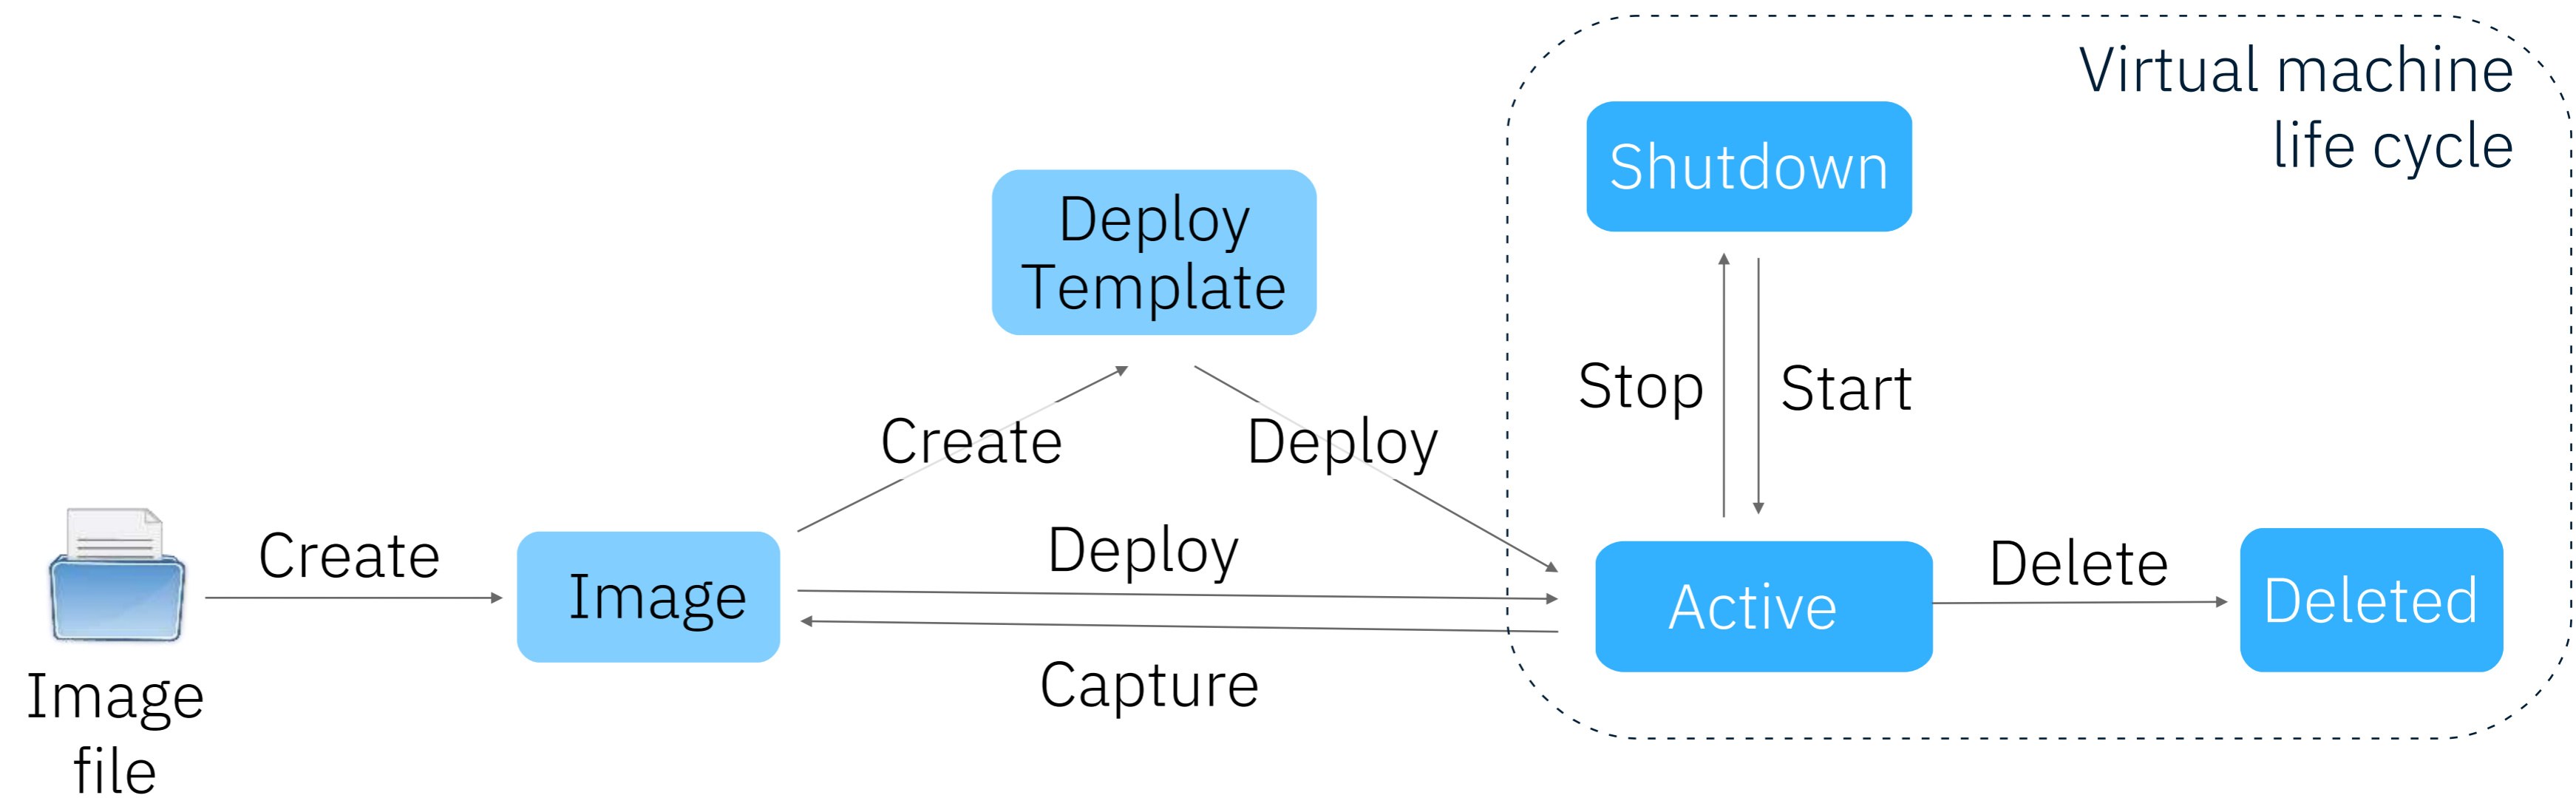 Virtual machine
life cycle
Shutdown
Deploy
Template
Stop
Start
Create
Deploy
Create
Deploy
Delete
Image
Active
Deleted
Capture
Image
file